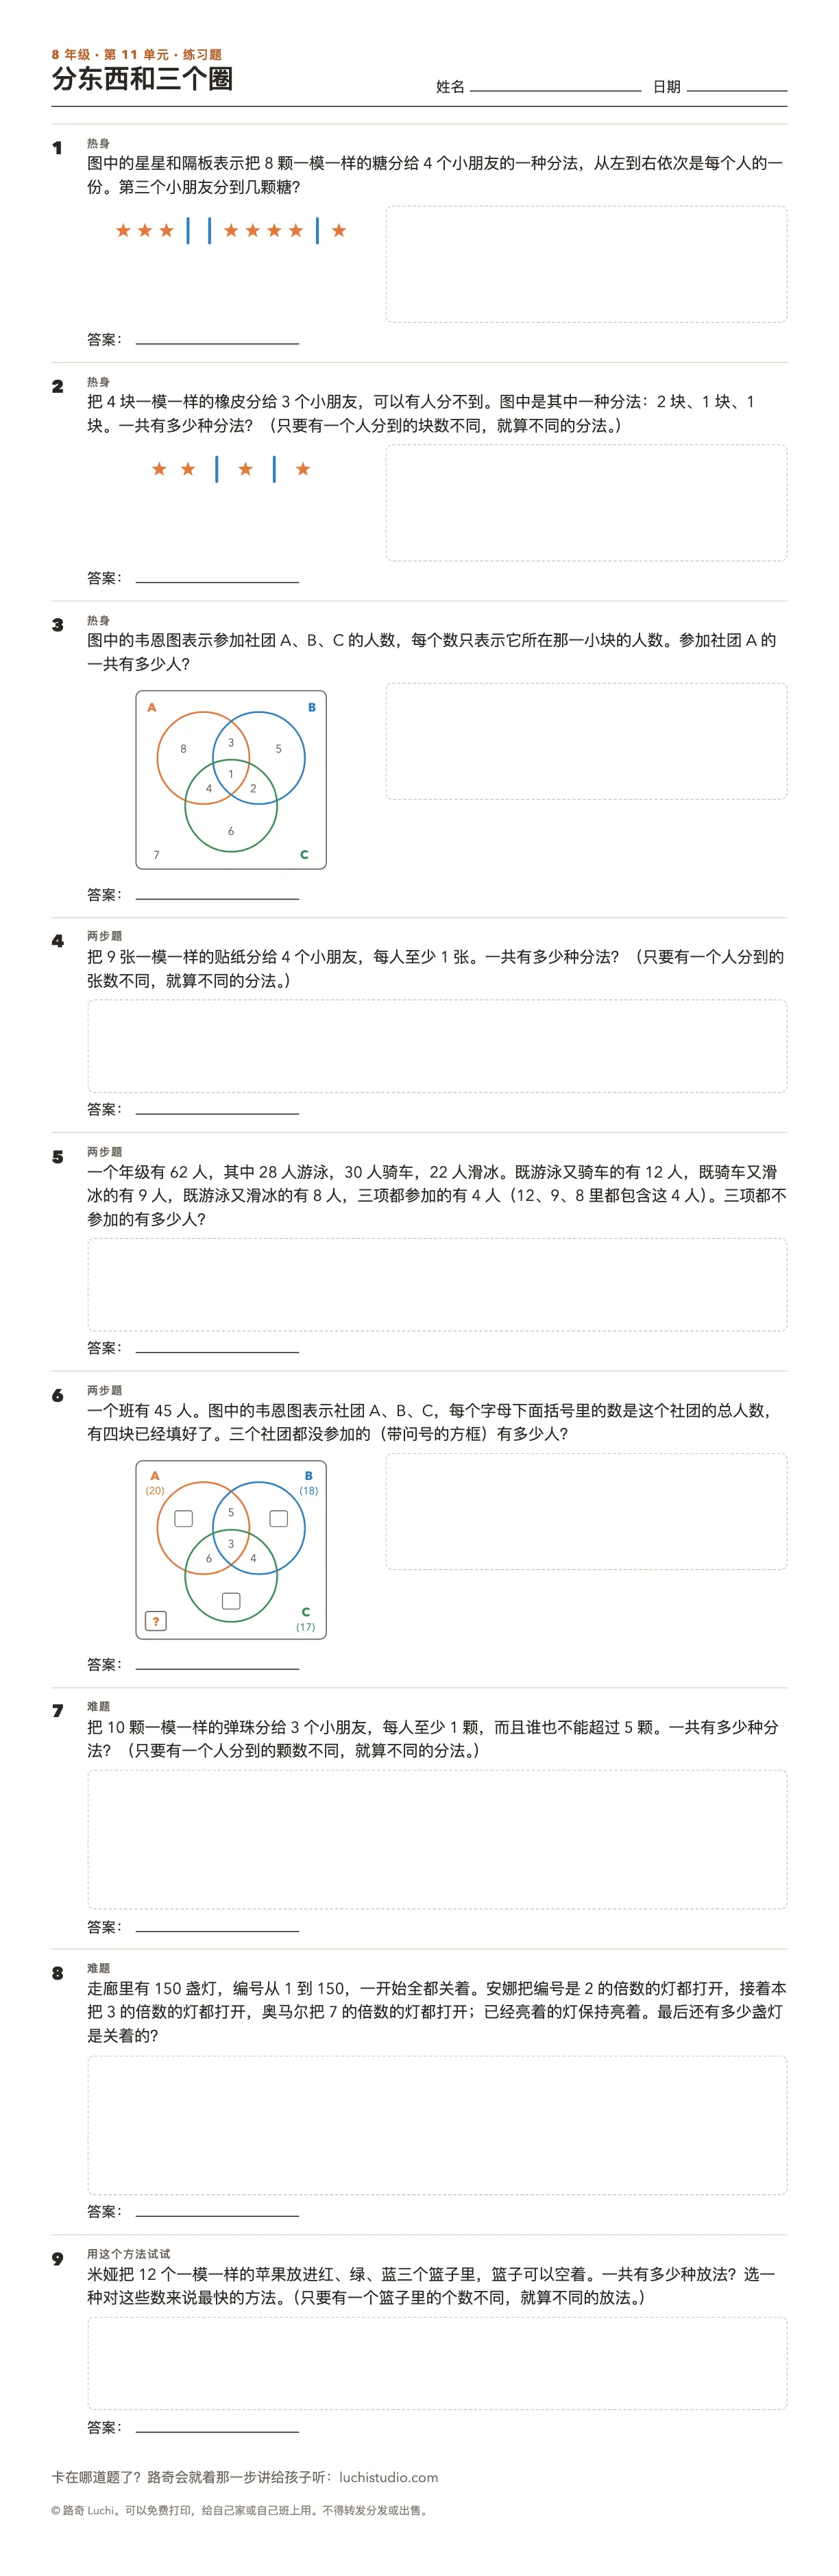 8 年级 · 第 11 单元 · 练习题
分东西和三个圈
姓名 日期
1
热身
图中的星星和隔板表示把 8 颗一模一样的糖分给 4 个小朋友的一种分法，从左到右依次是每个人的一
份。第三个小朋友分到几颗糖？
答案：
2
热身
把 4 块一模一样的橡皮分给 3 个小朋友，可以有人分不到。图中是其中一种分法：2 块、1 块、1
块。一共有多少种分法？（只要有一个人分到的块数不同，就算不同的分法。）
答案：
3
热身
图中的韦恩图表示参加社团 A、B、C 的人数，每个数只表示它所在那一小块的人数。参加社团 A 的
一共有多少人？
A B
8 3 5
1
4 2
6
7 C
答案：
4
两步题
把 9 张一模一样的贴纸分给 4 个小朋友，每人至少 1 张。一共有多少种分法？（只要有一个人分到的
张数不同，就算不同的分法。）
答案：
5
两步题
一个年级有 62 人，其中 28 人游泳，30 人骑车，22 人滑冰。既游泳又骑车的有 12 人，既骑车又滑
冰的有 9 人，既游泳又滑冰的有 8 人，三项都参加的有 4 人（12、9、8 里都包含这 4 人）。三项都不
参加的有多少人？
答案：
6
两步题
一个班有 45 人。图中的韦恩图表示社团 A、B、C，每个字母下面括号里的数是这个社团的总人数，
有四块已经填好了。三个社团都没参加的（带问号的方框）有多少人？
A B
(20) (18)
5
3
6 4
C
? (17)
答案：
7
难题
把 10 颗一模一样的弹珠分给 3 个小朋友，每人至少 1 颗，而且谁也不能超过 5 颗。一共有多少种分
法？（只要有一个人分到的颗数不同，就算不同的分法。）
答案：
8
难题
走廊里有 150 盏灯，编号从 1 到 150，一开始全都关着。安娜把编号是 2 的倍数的灯都打开，接着本
把 3 的倍数的灯都打开，奥马尔把 7 的倍数的灯都打开；已经亮着的灯保持亮着。最后还有多少盏灯
是关着的？
答案：
9
用这个方法试试
米娅把 12 个一模一样的苹果放进红、绿、蓝三个篮子里，篮子可以空着。一共有多少种放法？选一
种对这些数来说最快的方法。（只要有一个篮子里的个数不同，就算不同的放法。）
答案：
卡在哪道题了？路奇会就着那一步讲给孩子听：luchistudio.com
© 路奇 Luchi。可以免费打印，给自己家或自己班上用。不得转发分发或出售。